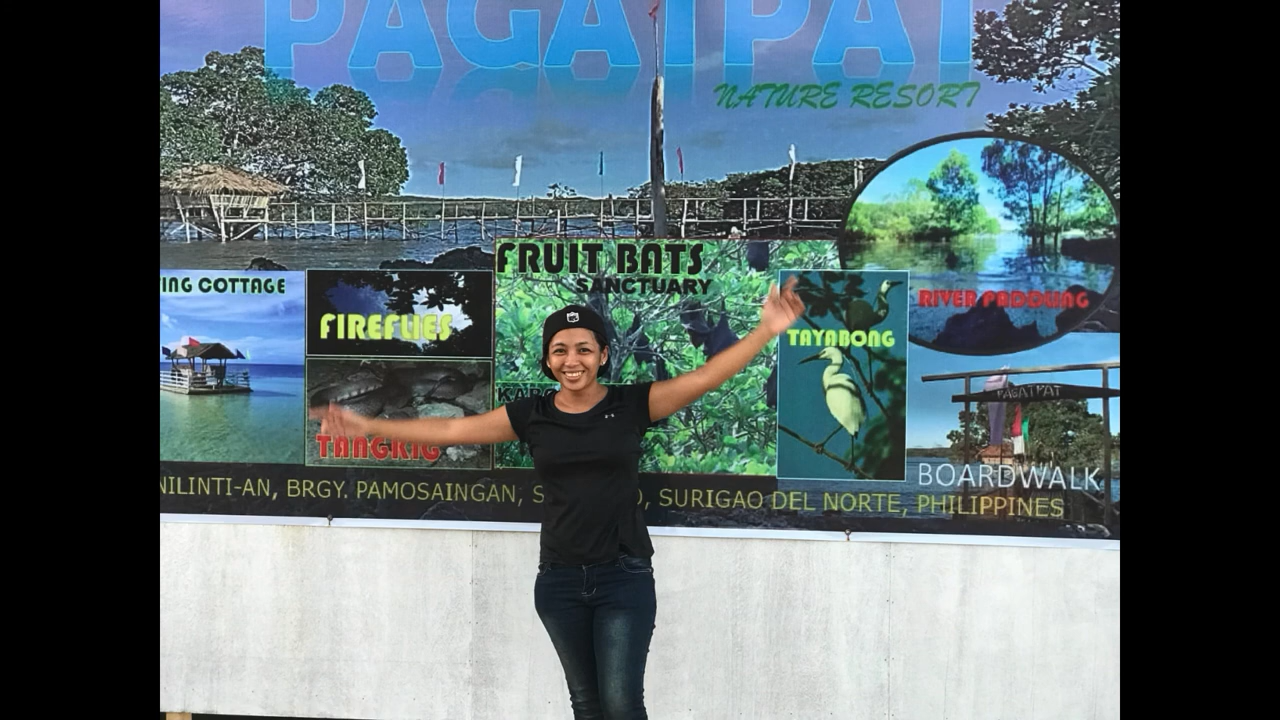 PAGATPAT
NATURE RESORT
FRUIT BATS
SANCTUARY
ING COTTAGE
FIREFLIES
TAYABONG
RIVER PADDLING
PAGATPAT
TANGKIG
BOARDWALK
NILINTI-AN, BRGY. PAMOSAINGAN, S O, SURIGAO DEL NORTE, PHILIPPINES